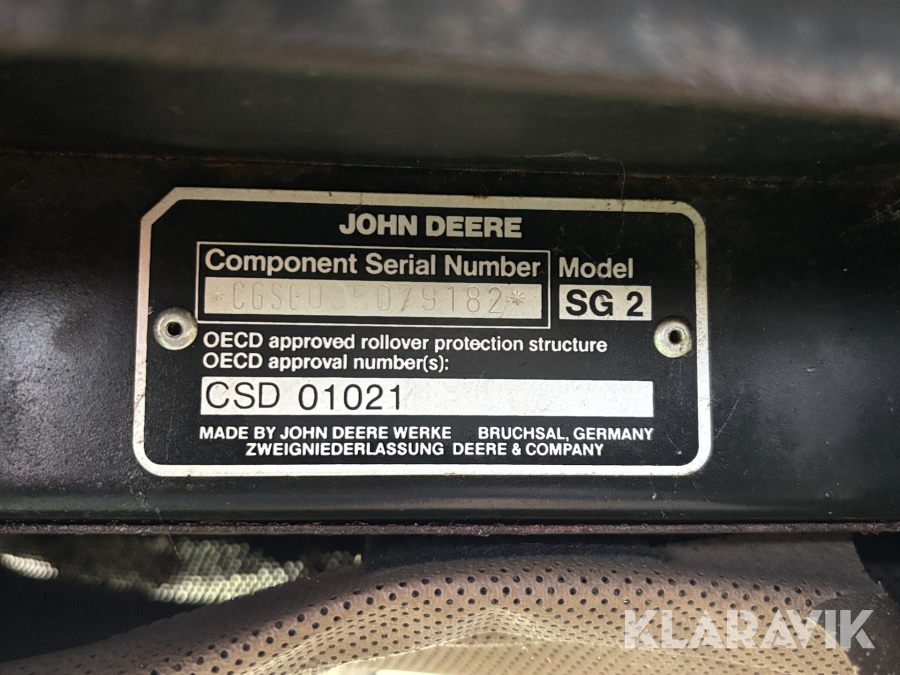 JOHN DEERE
Component Serial Number
Model
SG 2
OECD approved rollover protection structure
OECD approval number(s):
CSD 01021
MADE BY JOHN DEERE WERKE BRUCHSAL, GERMANY
ZWEIGNIEDERLASSUNG DEERE & COMPANY
KLARAVIK